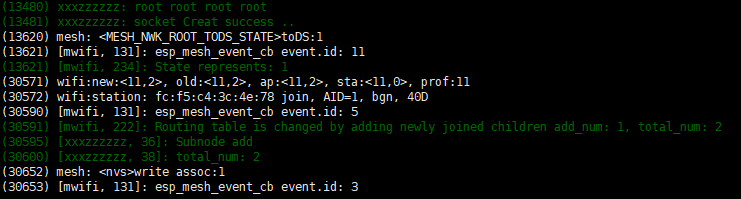 (13480) xxxzzzzzz: root root root root
(13481) xxxzzzzzz: socket Creat success ..
(13620) mesh: <MESH_NWK_ROOT_TODS_STATE>toDS:1
(13621) [mwifi, 131]: esp_mesh_event_cb event.id: 11
(13621) [mwifi, 234]: State represents: 1
(30571) wifi:new:<11,2>, old:<11,2>, ap:<11,2>, sta:<11,0>, prof:11
(30572) wifi:station: fc:f5:c4:3c:4e:78 join, AID=1, bgn, 40D
(30590) [mwifi, 131]: esp_mesh_event_cb event.id: 5
(30591) [mwifi, 222]: Routing table is changed by adding newly joined children add_num: 1, total_num: 2
(30595) [xxxzzzzzz, 36]: Subnode add
(30600) [xxxzzzzzz, 38]: total_num: 2
(30652) mesh: <nvs>write assoc:1
(30653) [mwifi, 131]: esp_mesh_event_cb event.id: 3